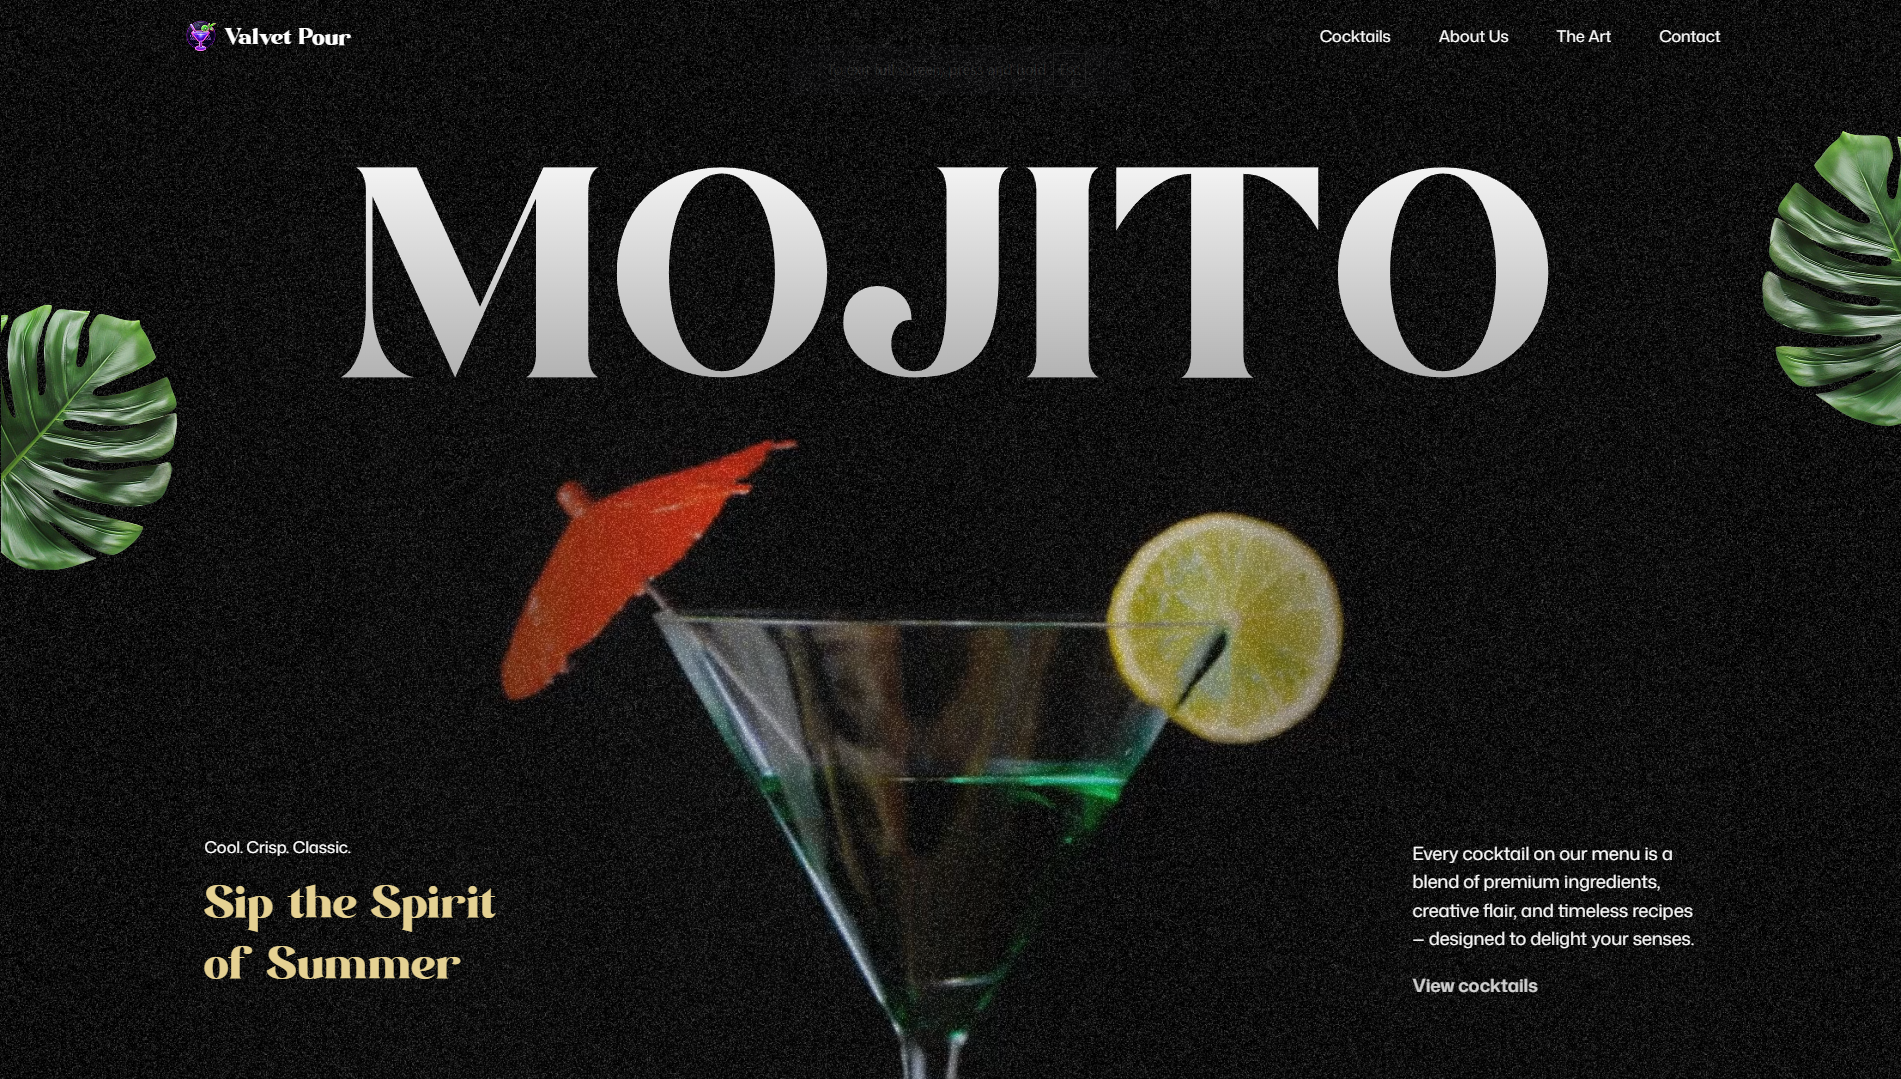 Valvet Pour
Cocktails About Us The Art Contact
MOJITO
Cool. Crisp. Classic.
Sip the Spirit
of Summer
Every cocktail on our menu is a
blend of premium ingredients,
creative flair, and timeless recipes
– designed to delight your senses.
View cocktails